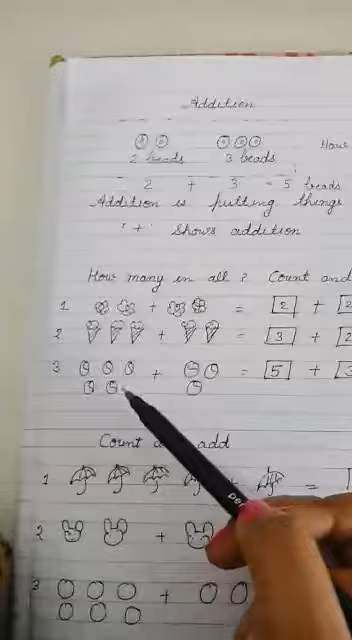 Addition
2 beads 3 beads How
2 + 3 = 5 beads
Addition is putting things
'+' shows addition
How many in all? Count and
1 + = 2 + 2
2 + = 3 + 2
3 + = 5 + 3
Count add
1 =
2 +
3 +